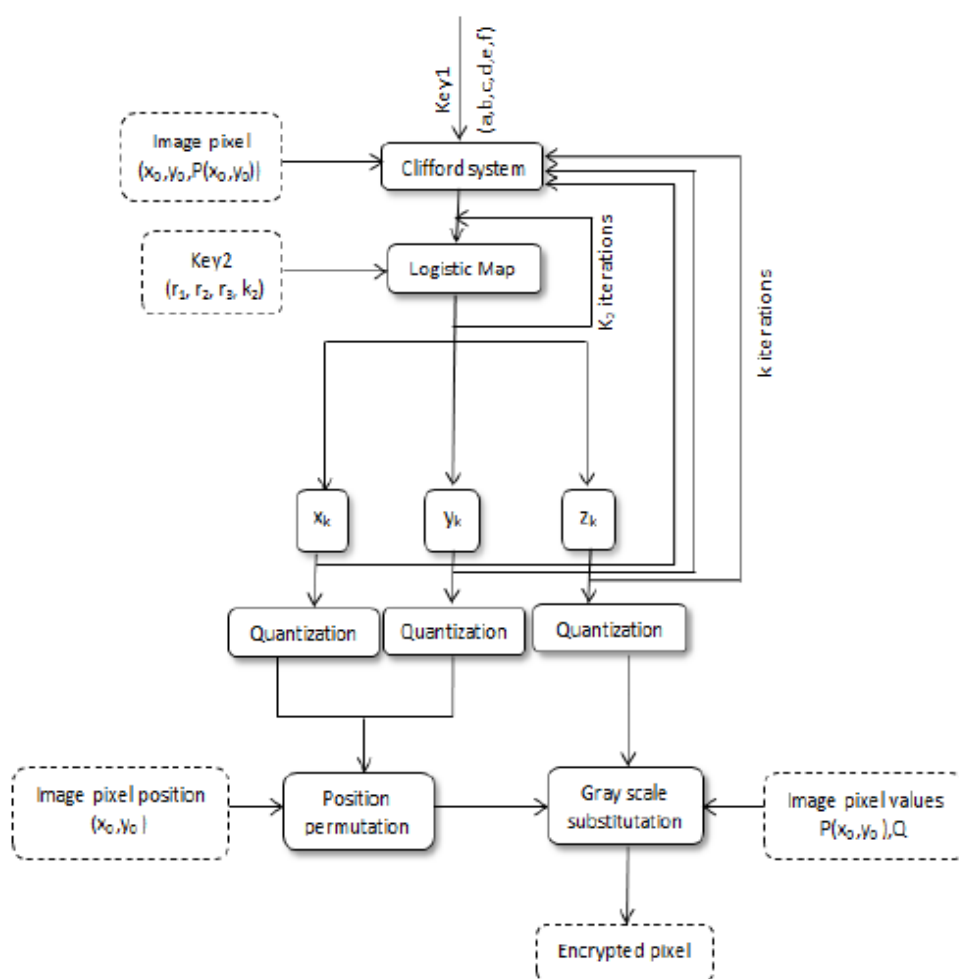 Key1
(a,b,c,d,e,f)
Image pixel
(x₀,y₀,P(x₀,y₀))
Clifford system
Key2
(r₁, r₂, r₃, k₂)
Logistic Map
K₂ iterations
k iterations
xₖ
yₖ
zₖ
Quantization
Quantization
Quantization
Image pixel position
(x₀,y₀)
Position
permutation
Gray scale
substitutation
Image pixel values
P(x₀,y₀),Q
Encrypted pixel